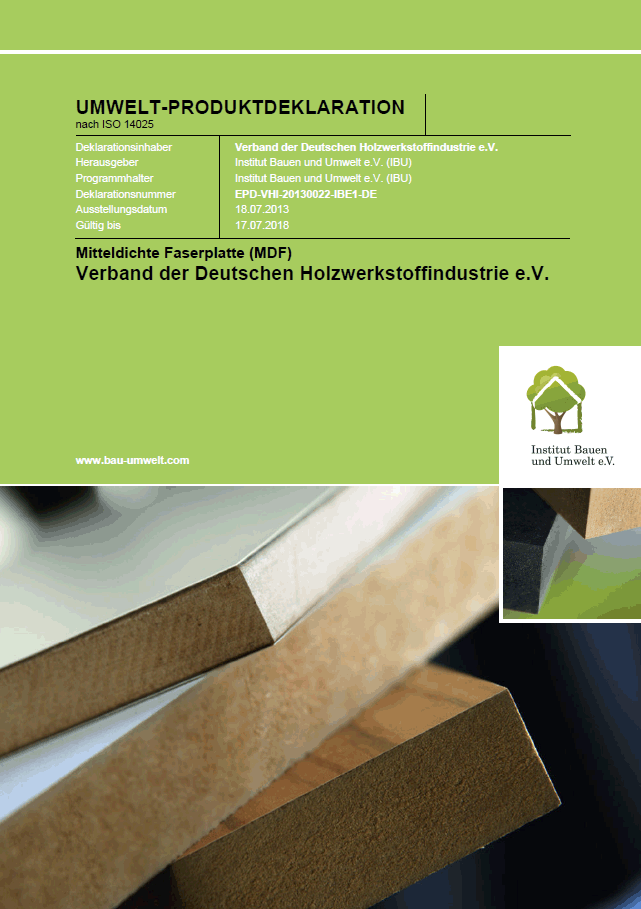 UMWELT-PRODUKTDEKLARATION
nach ISO 14025
Deklarationsinhaber Verband der Deutschen Holzwerkstoffindustrie e.V.
Herausgeber Institut Bauen und Umwelt e.V. (IBU)
Programmhalter Institut Bauen und Umwelt e.V. (IBU)
Deklarationsnummer EPD-VHI-20130022-IBE1-DE
Ausstellungsdatum 18.07.2013
Gültig bis 17.07.2018
Mitteldichte Faserplatte (MDF)
Verband der Deutschen Holzwerkstoffindustrie e.V.
Institut Bauen
und Umwelt e.V.
www.bau-umwelt.com